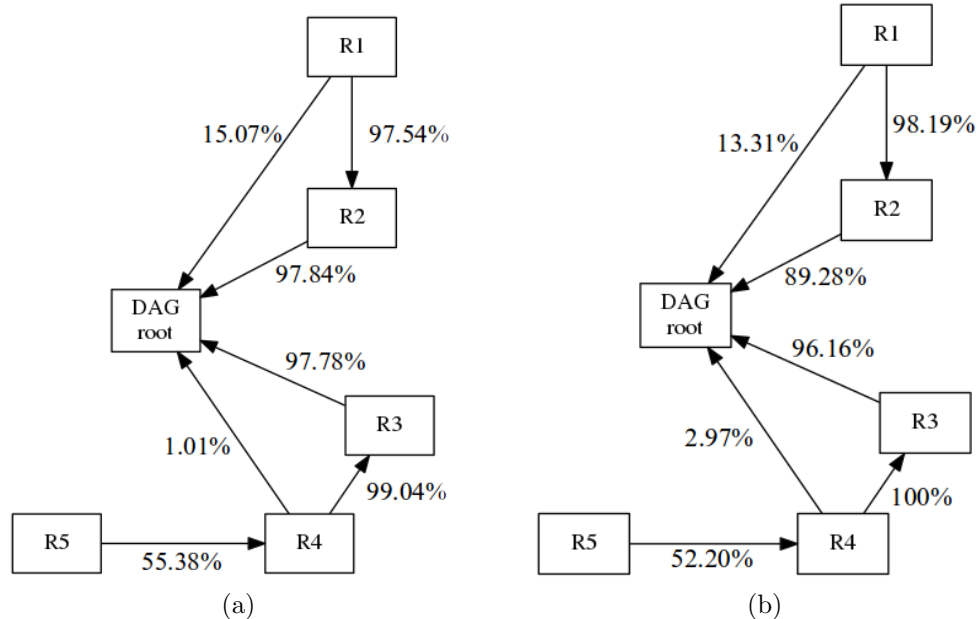 R1
15.07%
97.54%
R2
97.84%
DAG
root
97.78%
R3
1.01%
99.04%
R5
55.38%
R4
(a)
R1
13.31%
98.19%
R2
89.28%
DAG
root
96.16%
R3
2.97%
100%
R5
52.20%
R4
(b)